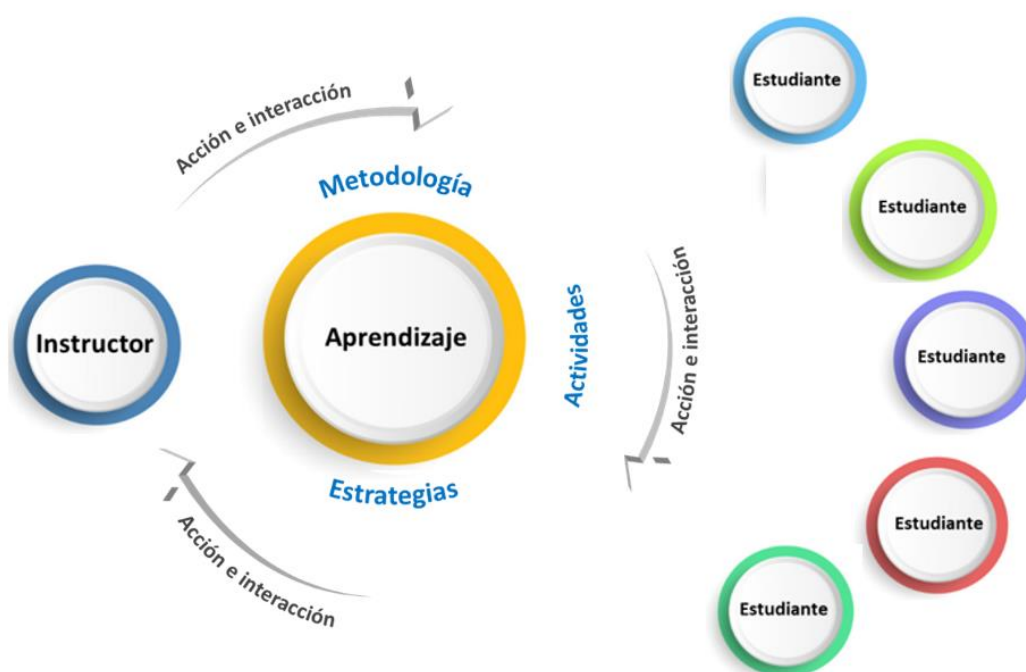 Acción e interacción
Metodología
Instructor
Aprendizaje
Actividades
Acción e interacción
Estrategias
Acción e interacción
Estudiante
Estudiante
Estudiante
Estudiante
Estudiante